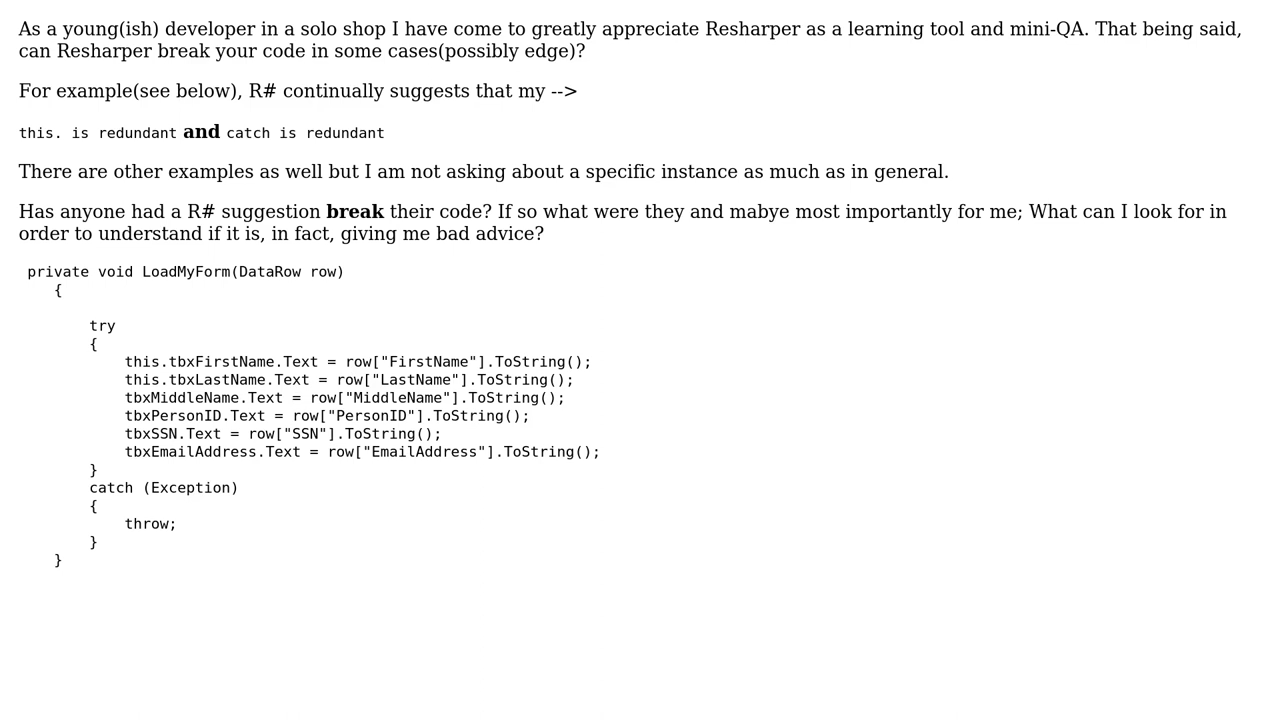 As a young(ish) developer in a solo shop I have come to greatly appreciate Resharper as a learning tool and mini-QA. That being said,
can Resharper break your code in some cases(possibly edge)?
For example(see below), R# continually suggests that my -->
this. is redundant and catch is redundant
There are other examples as well but I am not asking about a specific instance as much as in general.
Has anyone had a R# suggestion break their code? If so what were they and mabye most importantly for me; What can I look for in
order to understand if it is, in fact, giving me bad advice?
private void LoadMyForm(DataRow row)
{
try
{
this.tbxFirstName.Text = row["FirstName"].ToString();
this.tbxLastName.Text = row["LastName"].ToString();
tbxMiddleName.Text = row["MiddleName"].ToString();
tbxPersonID.Text = row["PersonID"].ToString();
tbxSSN.Text = row["SSN"].ToString();
tbxEmailAddress.Text = row["EmailAddress"].ToString();
}
catch (Exception)
{
throw;
}
}